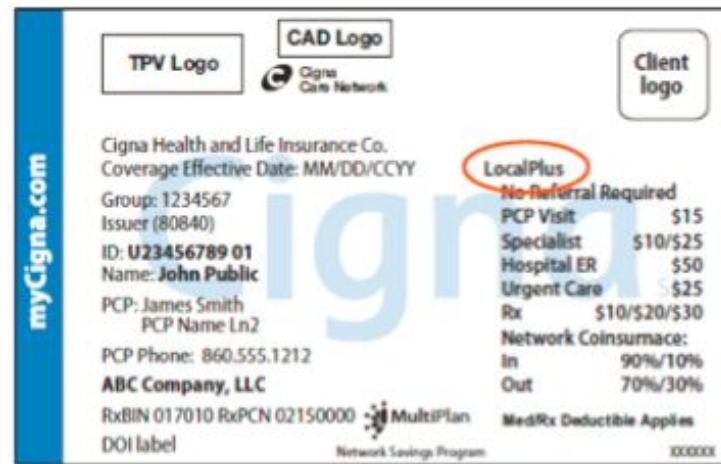 CAD Logo
TPV Logo
Cigna
Care Network
Client
logo
myCigna.com
Cigna
Cigna Health and Life Insurance Co.
Coverage Effective Date: MM/DD/CCYY
LocalPlus
No Referral Required
Group: 1234567
PCP Visit $15
Issuer (80840)
Specialist $10/$25
ID: U23456789 01
Hospital ER $50
Name: John Public
Urgent Care $25
PCP: James Smith
Rx $10/$20/$30
PCP Name Ln2
Network Coinsurnace:
PCP Phone: 860.555.1212
In 90%/10%
ABC Company, LLC
Out 70%/30%
RxBIN 017010 RxPCN 02150000 MultiPlan
Med/Rx Deductible Applies
DOI label
Network Savings Program
XXXXXX